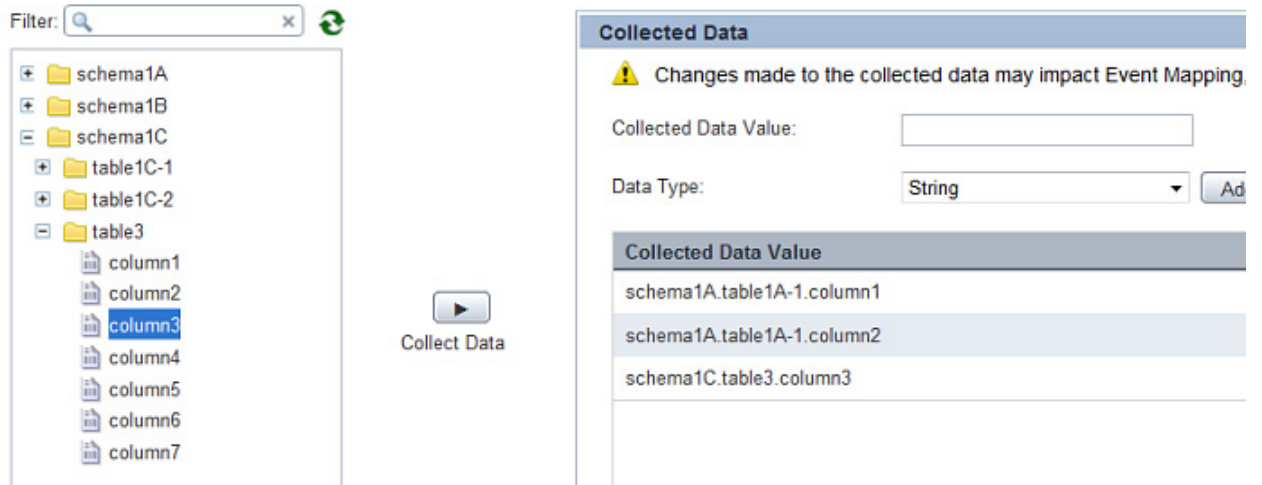 Filter:
schema1A
schema1B
schema1C
table1C-1
table1C-2
table3
column1
column2
column3
column4
column5
column6
column7
Collect Data
Collected Data
Changes made to the collected data may impact Event Mapping,
Collected Data Value:
Data Type: String Ad
Collected Data Value
schema1A.table1A-1.column1
schema1A.table1A-1.column2
schema1C.table3.column3